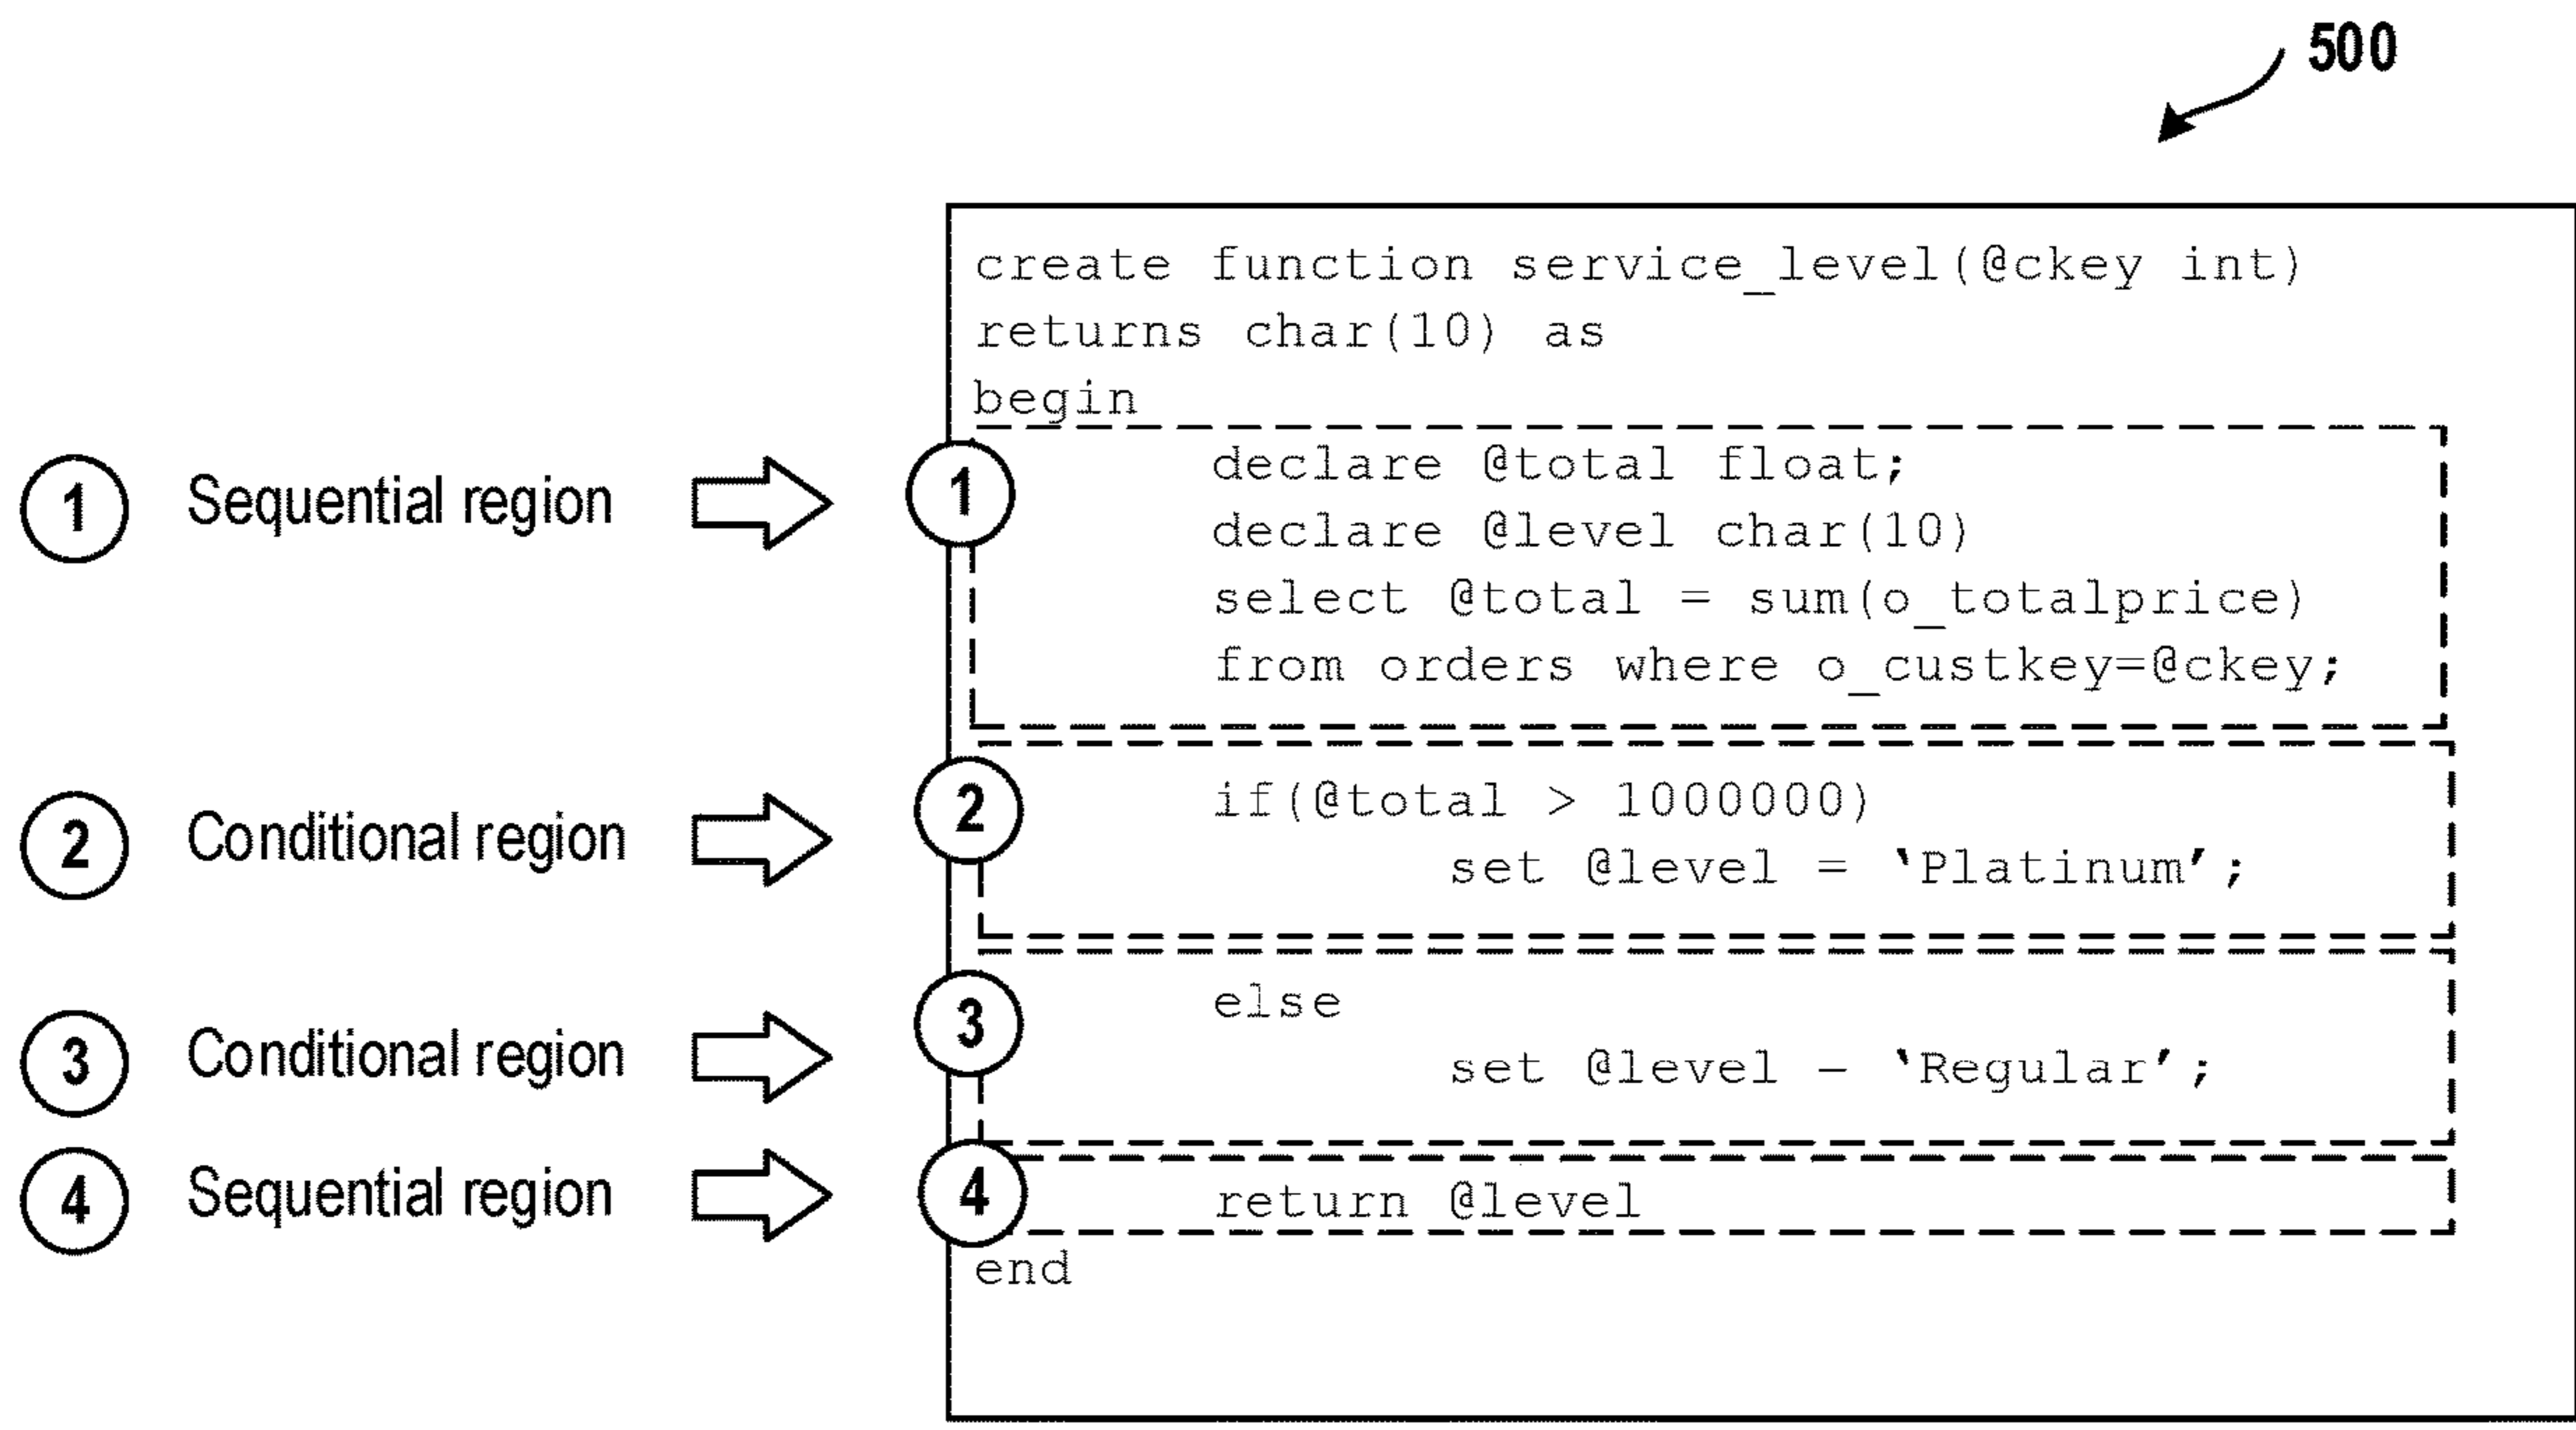 500
create function service_level(@ckey int)
returns char(10) as
begin
1 Sequential region 1
declare @total float;
declare @level char(10)
select @total = sum(o_totalprice)
from orders where o_custkey=@ckey;
2 Conditional region 2
if(@total > 1000000)
set @level = ‘Platinum’;
3 Conditional region 3
else
set @level – ‘Regular’;
4 Sequential region 4
return @level
end